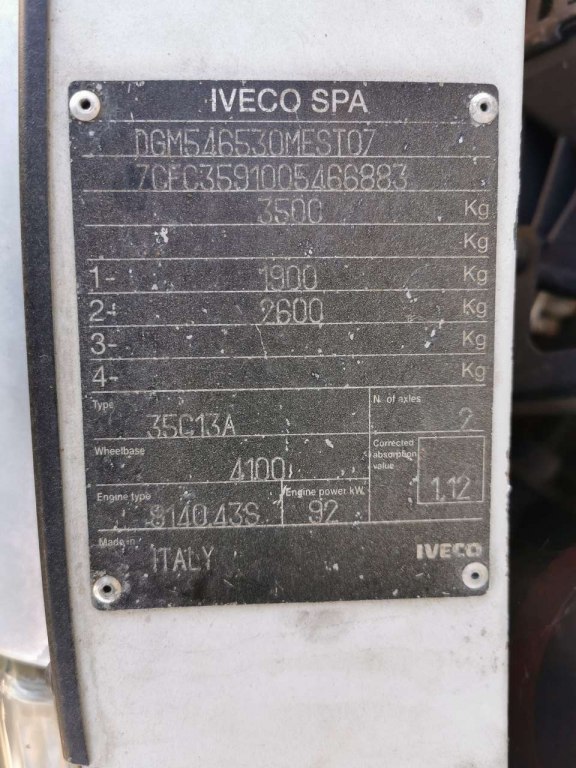 IVECO SPA
DGM546530MEST07
ZCFC3591005466883
3500 Kg
Kg
1- 1900 Kg
2- 2600 Kg
3- Kg
4- Kg
Type 35C13A
N. of axles 2
Wheelbase 4100
Corrected absorption value 1.12
Engine type 8140.43S
Engine power kW 92
Made in ITALY
IVECO